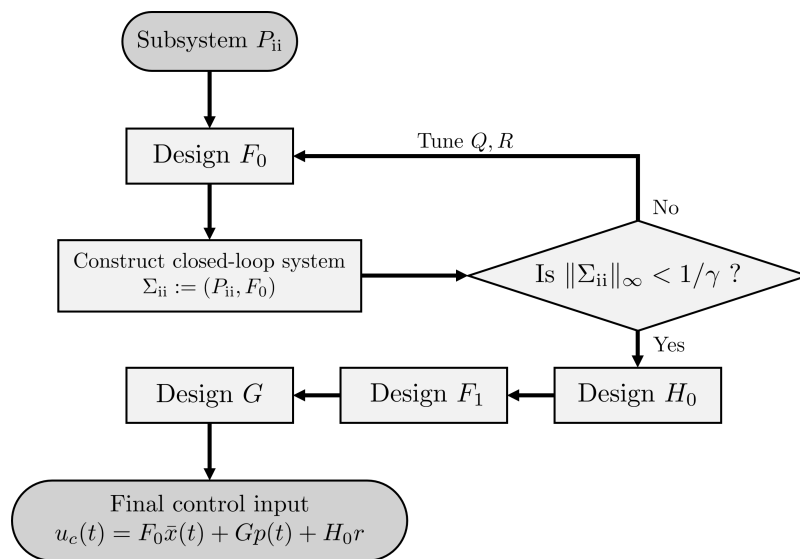 Subsystem P_ii
Design F_0
Tune Q, R
No
Construct closed-loop system
Σ_ii := (P_ii, F_0)
Is ‖Σ_ii‖_∞ < 1/γ ?
Yes
Design G
Design F_1
Design H_0
Final control input
u_c(t) = F_0x̄(t) + Gp(t) + H_0r